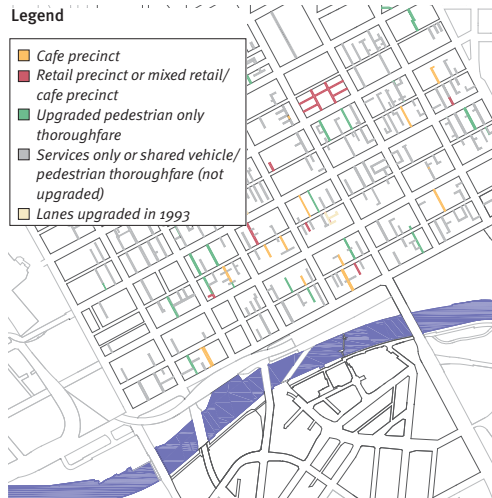 Legend
Cafe precinct
Retail precinct or mixed retail/
cafe precinct
Upgraded pedestrian only
thoroughfare
Services only or shared vehicle/
pedestrian thoroughfare (not
upgraded)
Lanes upgraded in 1993